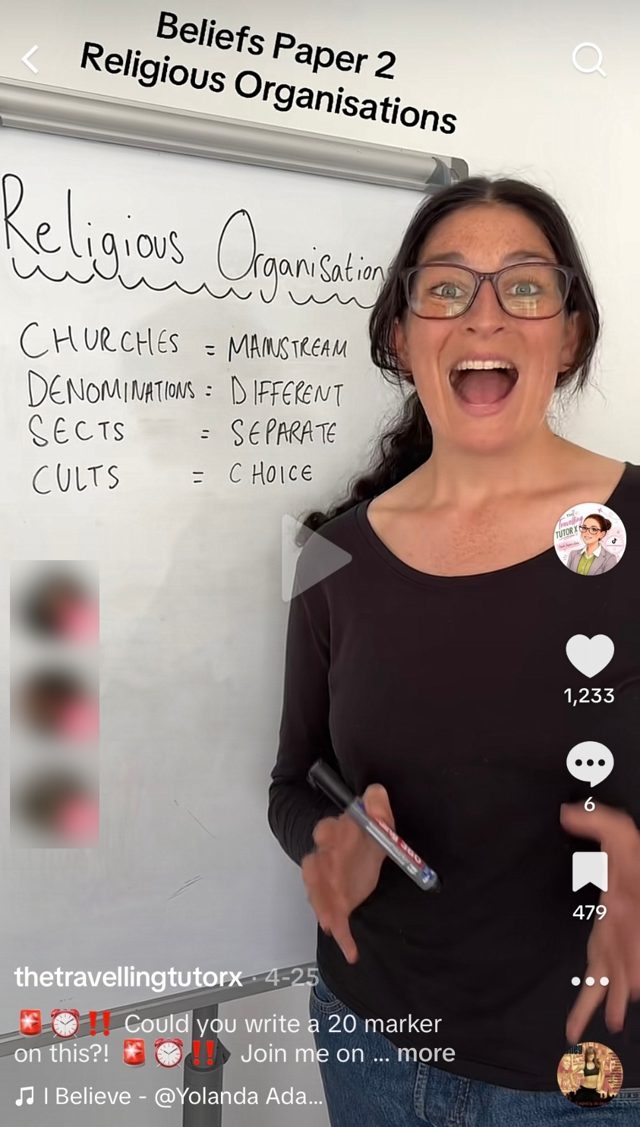 Beliefs Paper 2
Religious Organisations
Religious Organisation
CHURCHES = MAINSTREAM
DENOMINATIONS = DIFFERENT
SECTS = SEPARATE
CULTS = CHOICE
1,233
6
479
thetravellingtutorx · 4-25
🚨⏰‼️ Could you write a 20 marker
on this?! 🚨⏰‼️ Join me on ... more
🎵 I Believe - @Yolanda Ada...